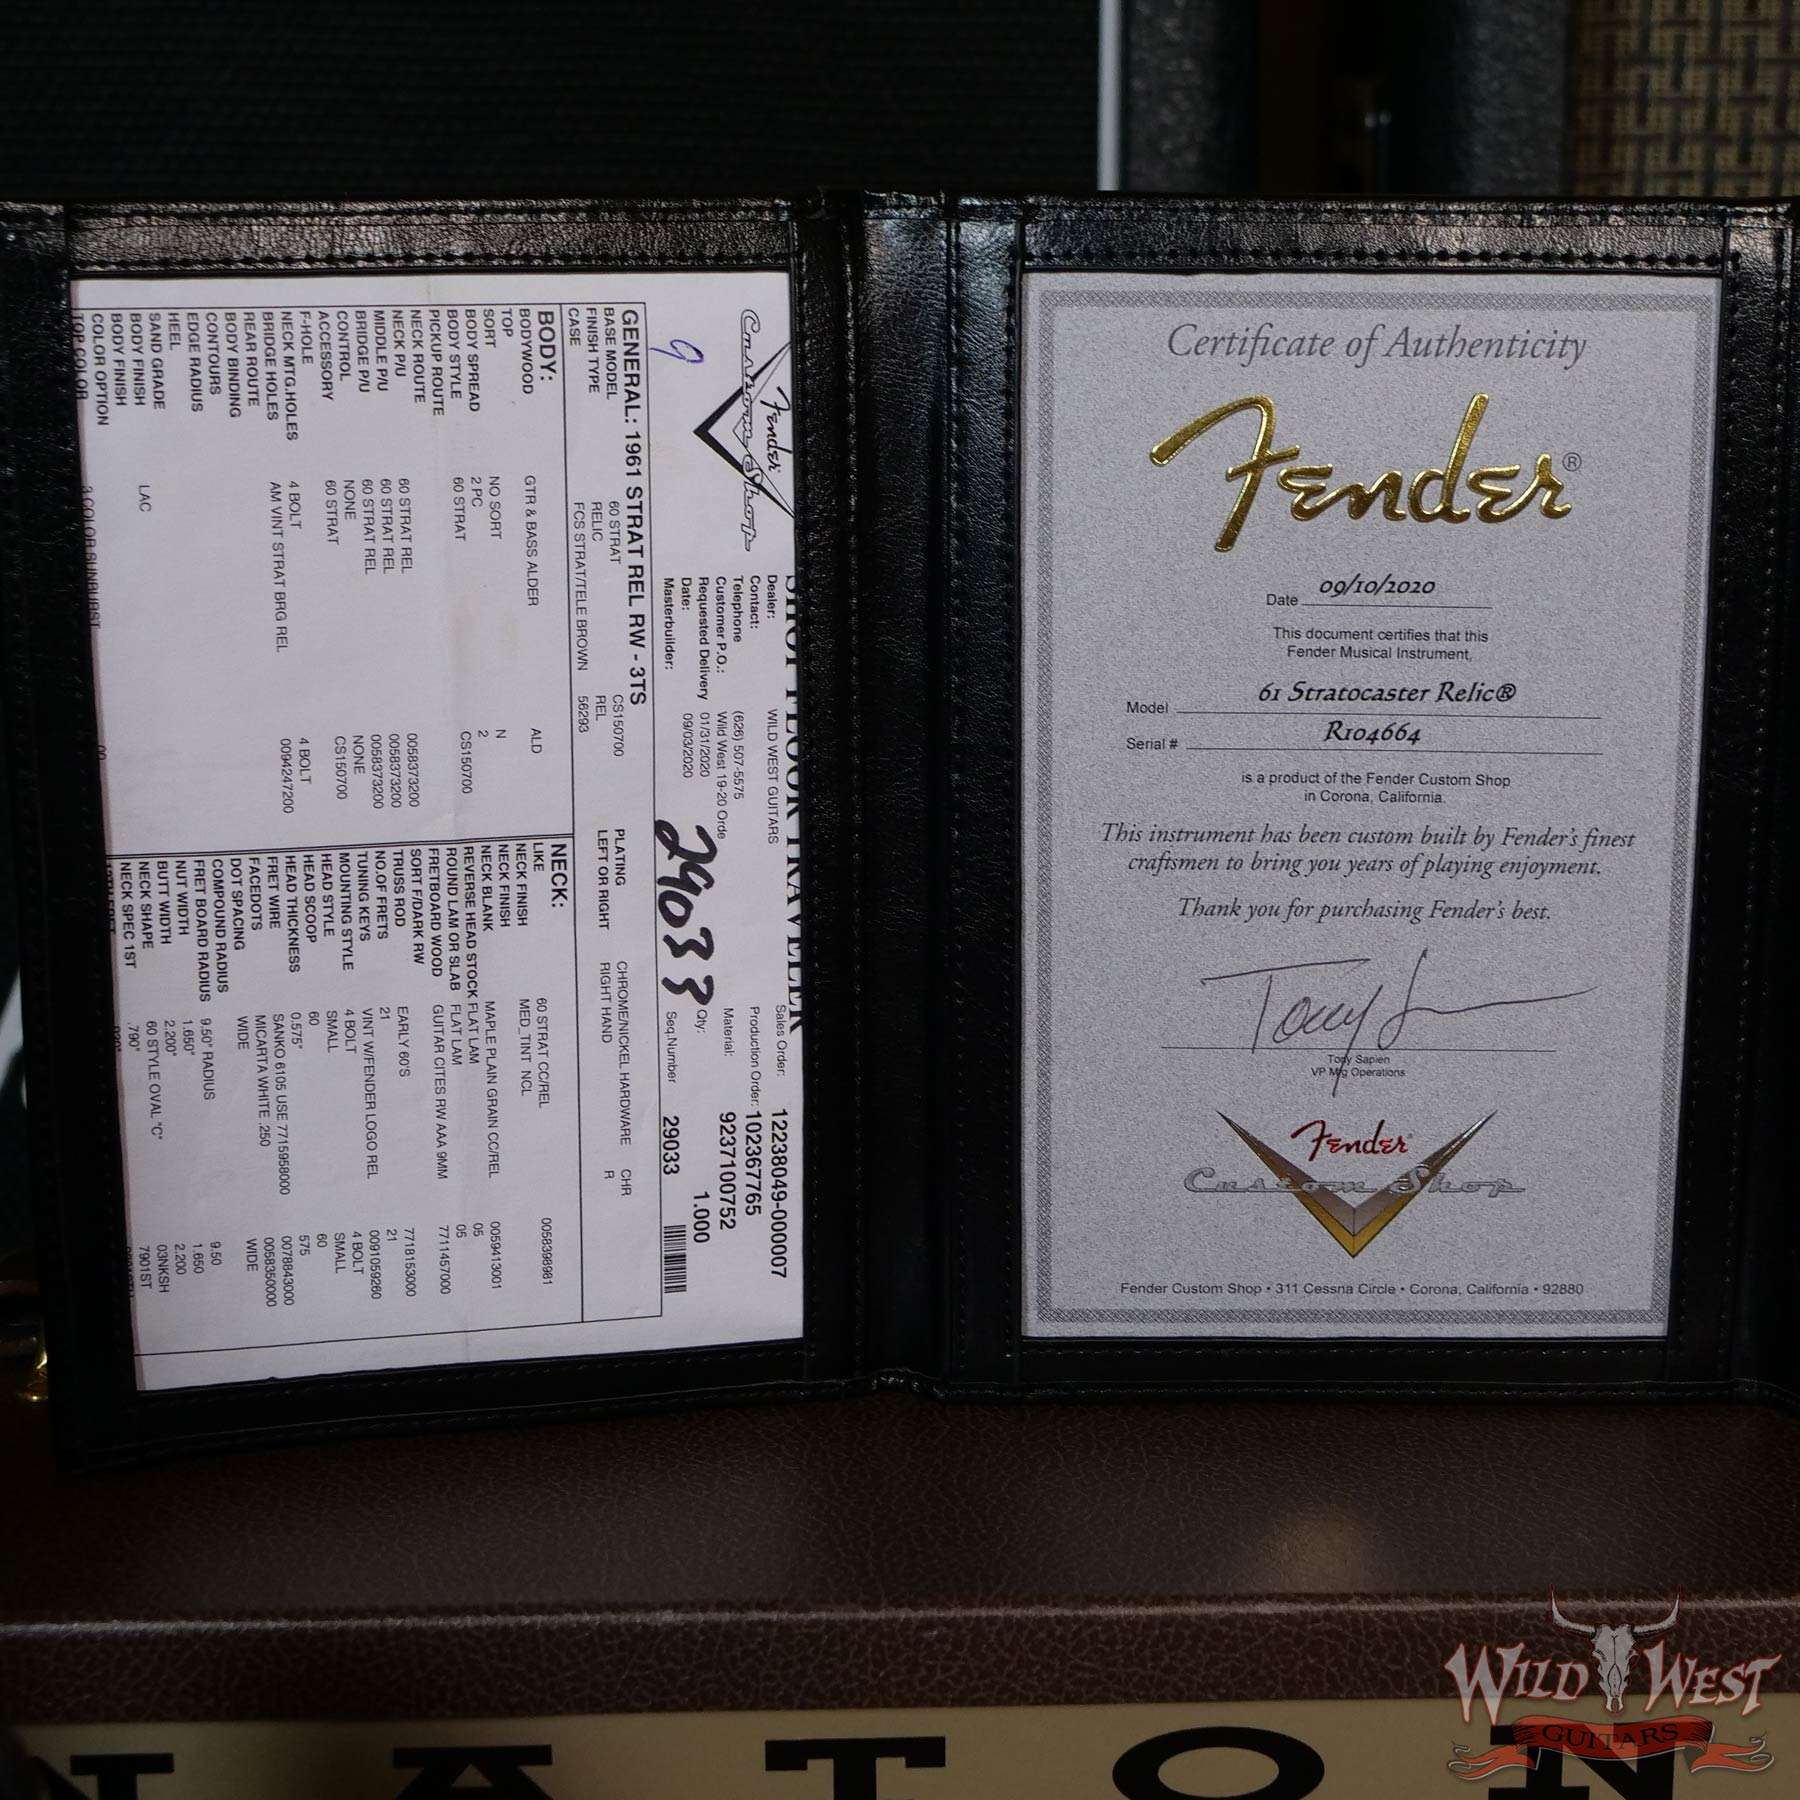 Fender
Custom Shop
SHOP FLOOR TRAVELER
Dealer: WILD WEST GUITARS
Contact:
Telephone (626) 507-5575
Customer P.O.: Wild West 19-20 Orde
Requested Delivery 01/31/2020
Date: 09/03/2020
Masterbuilder:
29033
Sales Order: 12238049-000007
Production Order: 102367765
Material: 9237100752
Qty: 1.000
Seq.Number 29033
GENERAL: 1961 STRAT REL RW - 3TS
BASE MODEL 60 STRAT CS150700
FINISH TYPE RELIC REL
CASE FCS STRAT/TELE BROWN 56293
PLATING CHROME/NICKEL HARDWARE CHR
LEFT OR RIGHT RIGHT HAND R
BODY:
BODYWOOD GTR & BASS ALDER ALD
TOP
SORT NO SORT N
BODY SPREAD 2 PC 2
BODY STYLE 60 STRAT CS150700
PICKUP ROUTE
NECK ROUTE
NECK P/U 60 STRAT REL 0058373200
MIDDLE P/U 60 STRAT REL 0058373200
BRIDGE P/U 60 STRAT REL 0058373200
CONTROL NONE NONE
ACCESSORY 60 STRAT CS150700
F-HOLE
NECK MTG.HOLES 4 BOLT 4 BOLT
BRIDGE HOLES AM VINT STRAT BRG REL 0094247200
REAR ROUTE
BODY BINDING
CONTOURS
EDGE RADIUS
HEEL
SAND GRADE
BODY FINISH LAC
BODY FINISH
COLOR OPTION
TOP COLOR 3 COLOR SUNBURST 00
NECK:
LIKE 60 STRAT CC/REL 0058398981
NECK FINISH MED_TINT NCL
NECK FINISH
NECK BLANK MAPLE PLAIN GRAIN CC/REL 0059413001
REVERSE HEAD STOCK FLAT LAM 05
ROUND LAM OR SLAB FLAT LAM 05
FRETBOARD WOOD GUITAR CITES RW AAA 9MM 7711457000
SORT F/DARK RW
TRUSS ROD EARLY 60'S 7718153000
NO.OF FRETS 21 21
TUNING KEYS VINT W/FENDER LOGO REL 0091059260
MOUNTING STYLE 4 BOLT 4 BOLT
HEAD STYLE SMALL SMALL
HEAD SCOOP 60 60
HEAD THICKNESS 0.575" 575
FRET WIRE SANKO 6105 USE 7715958000 0078843000
FACEDOTS MICARTA WHITE .250 0058350000
DOT SPACING WIDE WIDE
COMPOUND RADIUS
FRET BOARD RADIUS 9.50" RADIUS 9.50
NUT WIDTH 1.650" 1.650
BUTT WIDTH 2.200" 2.200
NECK SHAPE 60 STYLE OVAL "C" 03NKSH
NECK SPEC 1ST .790" 7901ST
Certificate of Authenticity
Fender®
Date 09/10/2020
This document certifies that this
Fender Musical Instrument,
Model 61 Stratocaster Relic®
Serial # R104664
is a product of the Fender Custom Shop
in Corona, California.
This instrument has been custom built by Fender's finest
craftsmen to bring you years of playing enjoyment.
Thank you for purchasing Fender's best.
Tony Sapien
VP Mfg Operations
Fender
Custom Shop
Fender Custom Shop • 311 Cessna Circle • Corona, California • 92880
WILD WEST
GUITARS
NATON